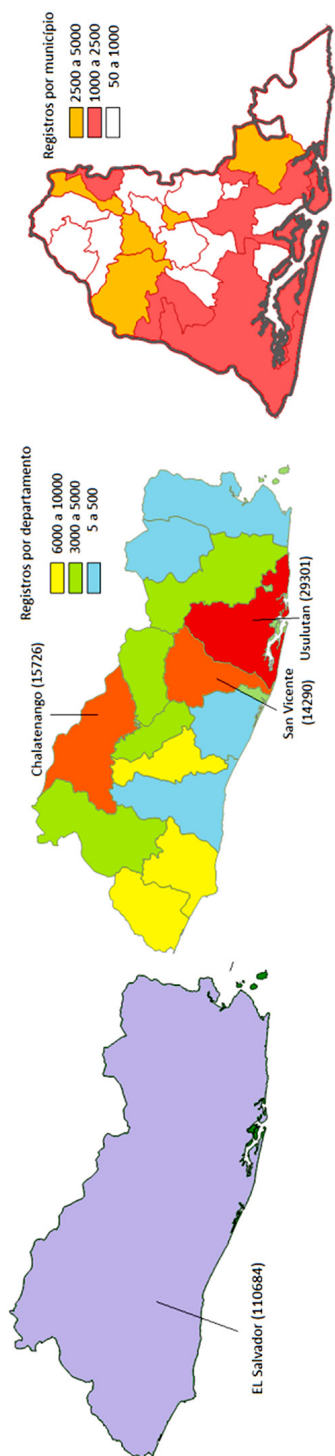 EL Salvador (110684)
Chalatenango (15726)
Registros por departamento
6000 a 10000
3000 a 5000
5 a 500
San Vicente
(14290)
Usulutan (29301)
Registros por município
2500 a 5000
1000 a 2500
50 a 1000